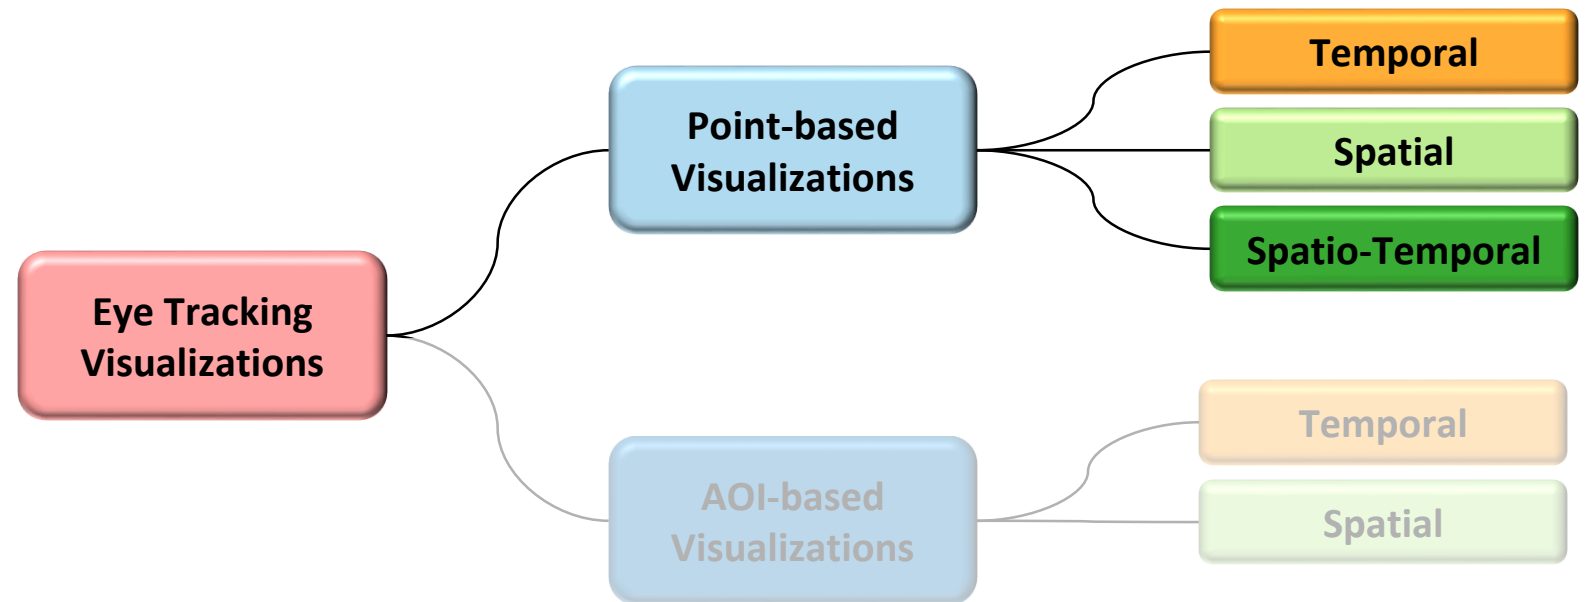 Eye Tracking
Visualizations
Point-based
Visualizations
Temporal
Spatial
Spatio-Temporal
AOI-based
Visualizations
Temporal
Spatial